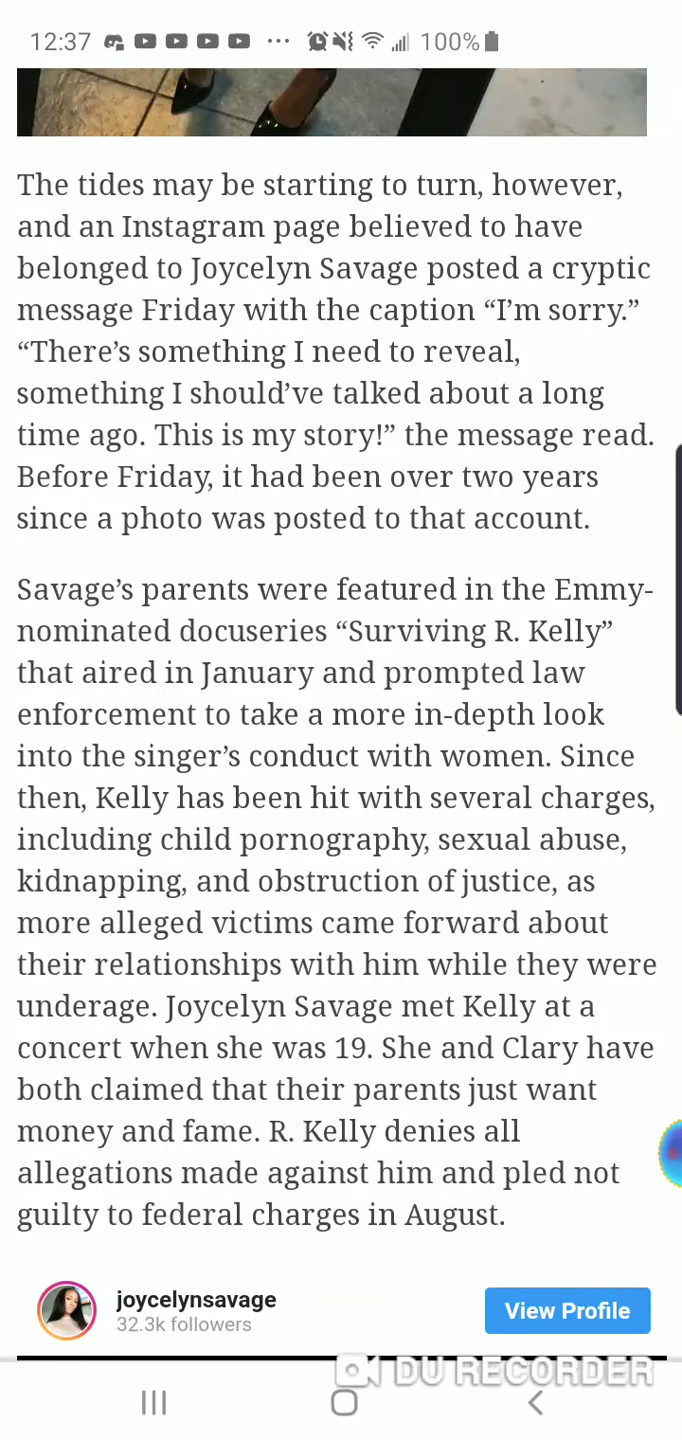 12:37 100%
The tides may be starting to turn, however,
and an Instagram page believed to have
belonged to Joycelyn Savage posted a cryptic
message Friday with the caption “I’m sorry.”
“There’s something I need to reveal,
something I should’ve talked about a long
time ago. This is my story!” the message read.
Before Friday, it had been over two years
since a photo was posted to that account.
Savage’s parents were featured in the Emmy-
nominated docuseries “Surviving R. Kelly”
that aired in January and prompted law
enforcement to take a more in-depth look
into the singer’s conduct with women. Since
then, Kelly has been hit with several charges,
including child pornography, sexual abuse,
kidnapping, and obstruction of justice, as
more alleged victims came forward about
their relationships with him while they were
underage. Joycelyn Savage met Kelly at a
concert when she was 19. She and Clary have
both claimed that their parents just want
money and fame. R. Kelly denies all
allegations made against him and pled not
guilty to federal charges in August.
joycelynsavage
32.3k followers
View Profile
DU RECORDER